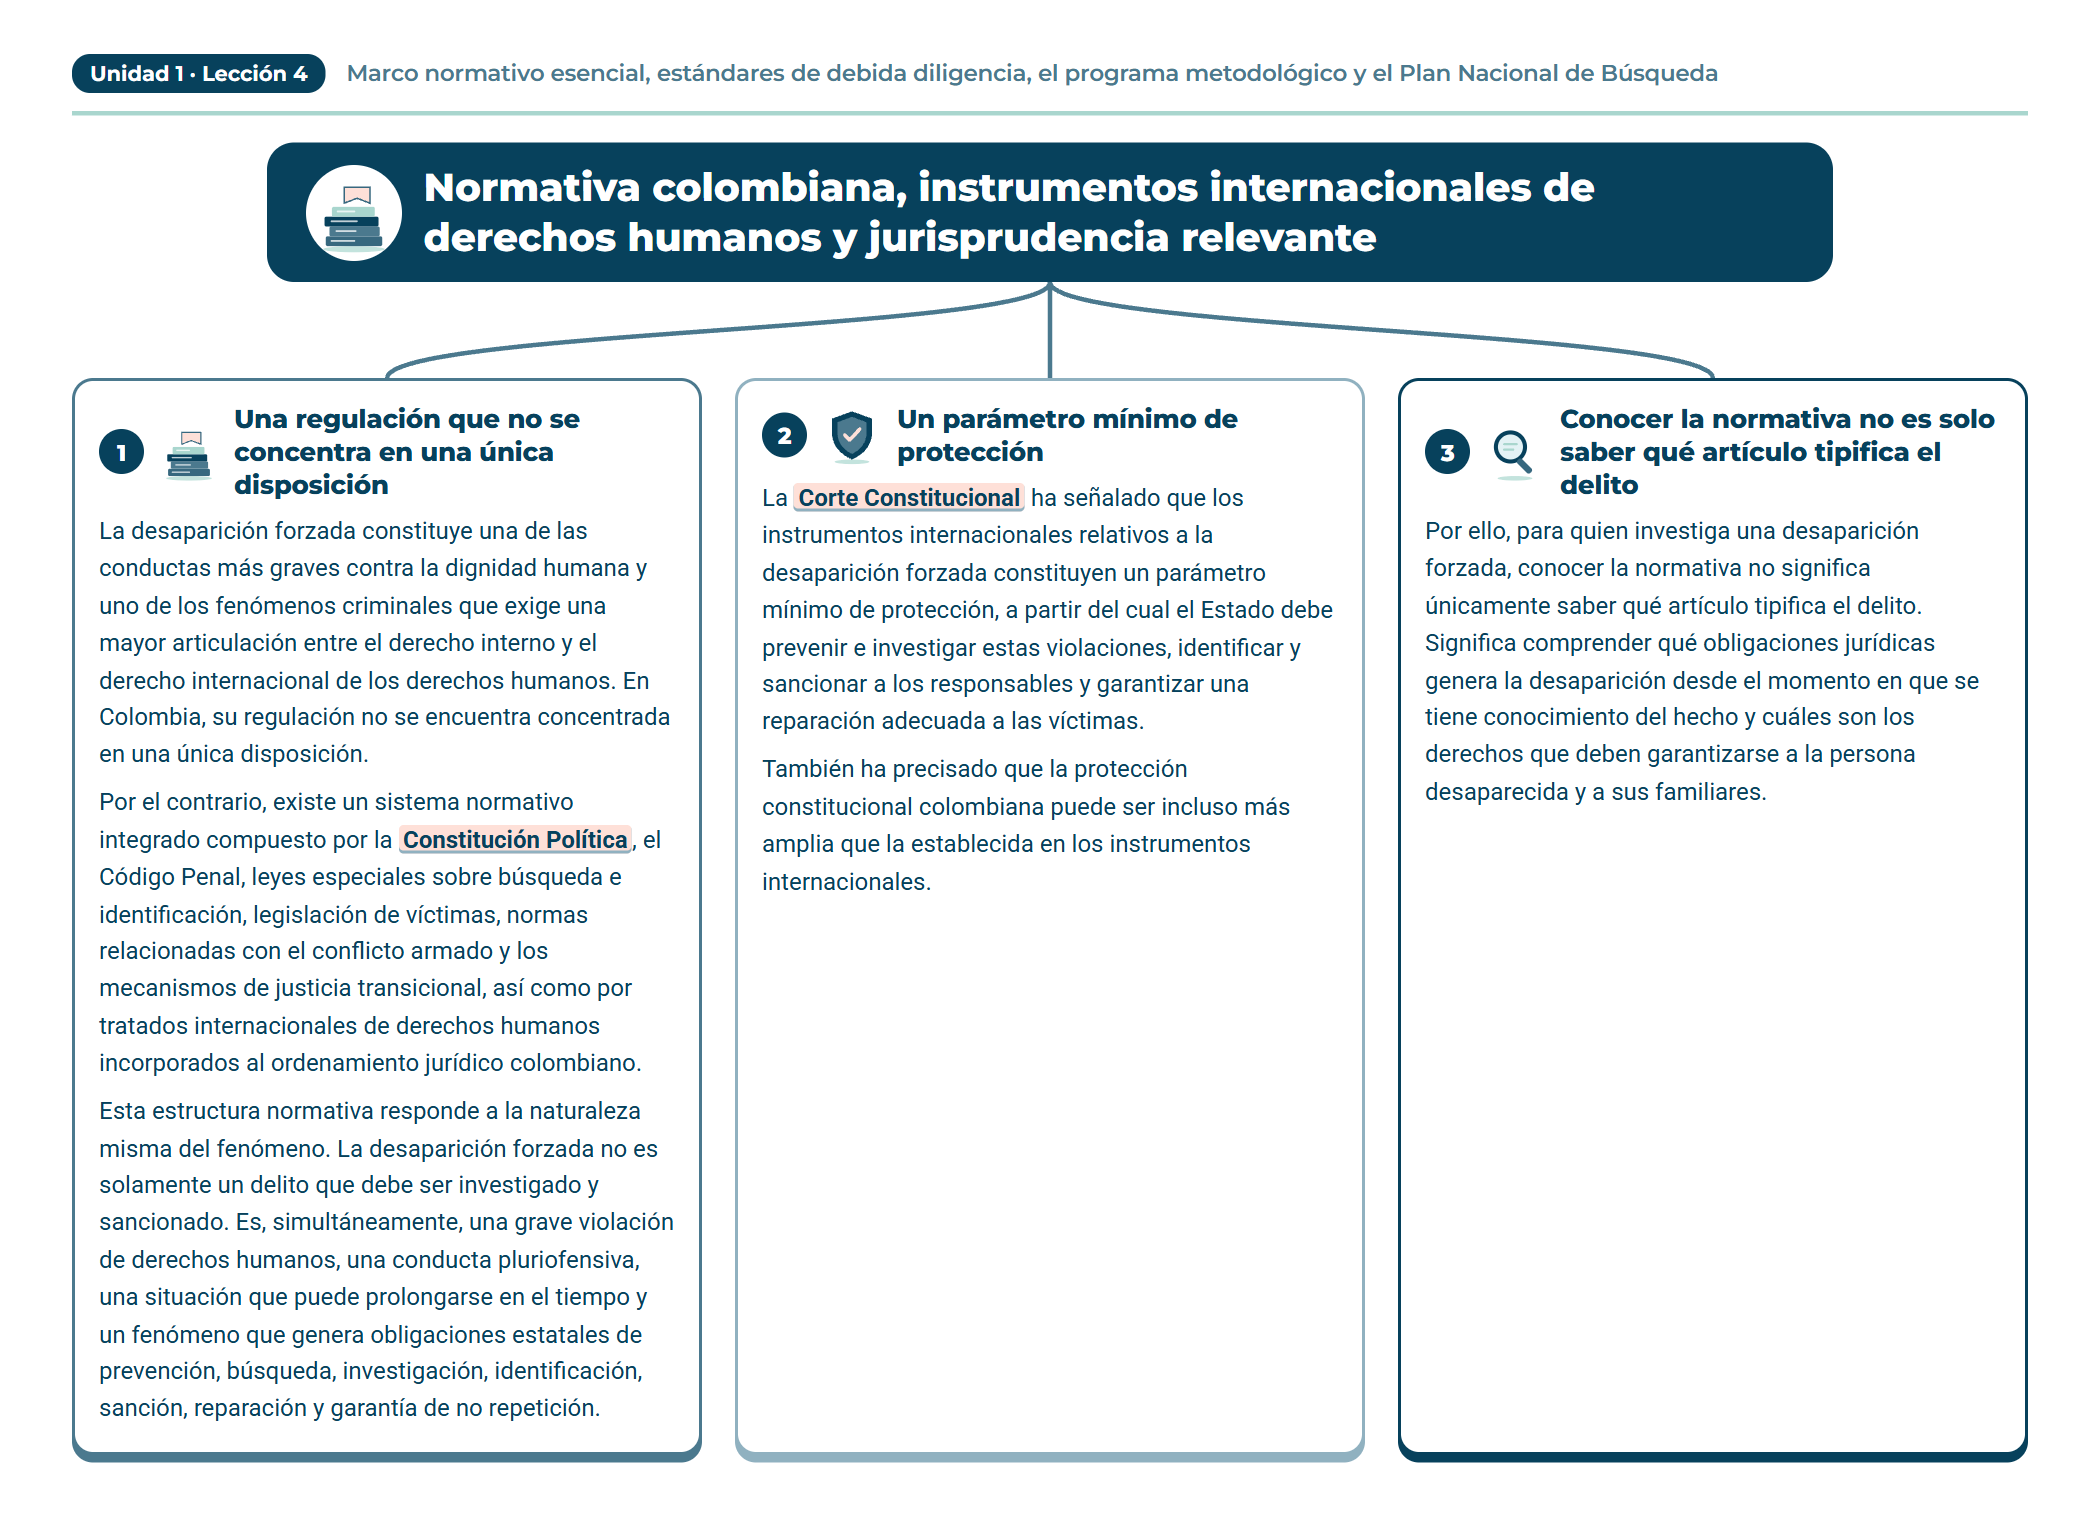 Unidad 1 · Lección 4
Marco normativo esencial, estándares de debida diligencia, el programa metodológico y el Plan Nacional de Búsqueda
Normativa colombiana, instrumentos internacionales de
derechos humanos y jurisprudencia relevante
1
Una regulación que no se
concentra en una única
disposición
La desaparición forzada constituye una de las
conductas más graves contra la dignidad humana y
uno de los fenómenos criminales que exige una
mayor articulación entre el derecho interno y el
derecho internacional de los derechos humanos. En
Colombia, su regulación no se encuentra concentrada
en una única disposición.
Por el contrario, existe un sistema normativo
integrado compuesto por la Constitución Política, el
Código Penal, leyes especiales sobre búsqueda e
identificación, legislación de víctimas, normas
relacionadas con el conflicto armado y los
mecanismos de justicia transicional, así como por
tratados internacionales de derechos humanos
incorporados al ordenamiento jurídico colombiano.
Esta estructura normativa responde a la naturaleza
misma del fenómeno. La desaparición forzada no es
solamente un delito que debe ser investigado y
sancionado. Es, simultáneamente, una grave violación
de derechos humanos, una conducta pluriofensiva,
una situación que puede prolongarse en el tiempo y
un fenómeno que genera obligaciones estatales de
prevención, búsqueda, investigación, identificación,
sanción, reparación y garantía de no repetición.
2
Un parámetro mínimo de
protección
La Corte Constitucional ha señalado que los
instrumentos internacionales relativos a la
desaparición forzada constituyen un parámetro
mínimo de protección, a partir del cual el Estado debe
prevenir e investigar estas violaciones, identificar y
sancionar a los responsables y garantizar una
reparación adecuada a las víctimas.
También ha precisado que la protección
constitucional colombiana puede ser incluso más
amplia que la establecida en los instrumentos
internacionales.
3
Conocer la normativa no es solo
saber qué artículo tipifica el
delito
Por ello, para quien investiga una desaparición
forzada, conocer la normativa no significa
únicamente saber qué artículo tipifica el delito.
Significa comprender qué obligaciones jurídicas
genera la desaparición desde el momento en que se
tiene conocimiento del hecho y cuáles son los
derechos que deben garantizarse a la persona
desaparecida y a sus familiares.